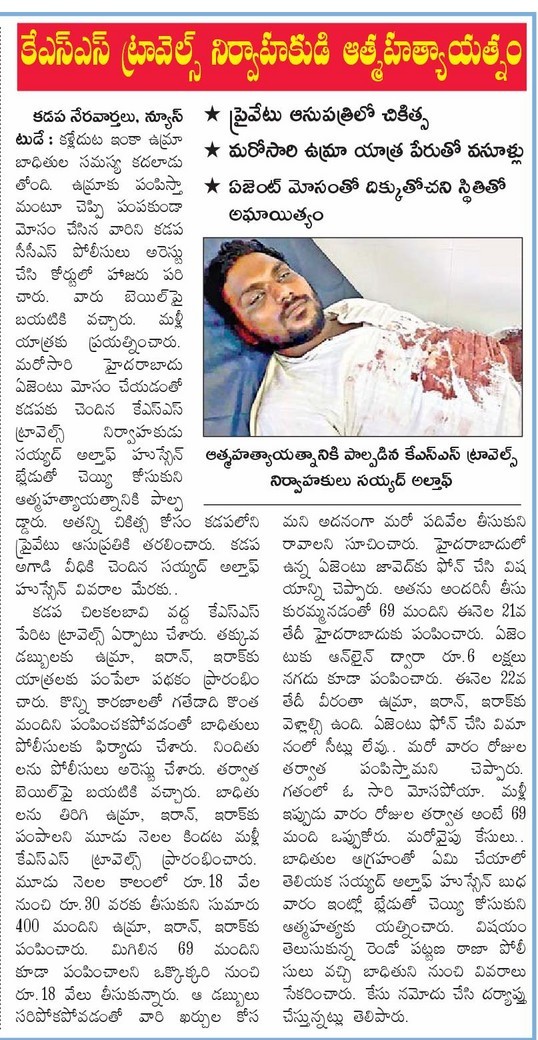 కేఎస్ఎస్ ట్రావెల్స్ నిర్వాహకుడి ఆత్మహత్యాయత్నం
కడప నేరవార్తలు, న్యూస్
టుడే : కళ్లేదుట ఇంకా ఉమ్రా
బాధితుల సమస్య కదలాడు
తోంది. ఉమ్రాకు పంపిస్తా
మంటూ చెప్పి పంపకుండా
మోసం చేసిన వారిని కడప
సీసీఎస్ పోలీసులు అరెస్టు
చేసి కోర్టులో హాజరు పరి
చారు. వారు బెయిల్‌పై
బయటికి వచ్చారు. మళ్లీ
యాత్రకు ప్రయత్నించారు.
మరోసారి హైదరాబాదు
ఏజెంటు మోసం చేయడంతో
కడపకు చెందిన కేఎస్ఎస్
ట్రావెల్స్ నిర్వాహకుడు
సయ్యద్ అల్తాఫ్ హుస్సేన్
బ్లేడుతో చెయ్యి కోసుకుని
ఆత్మహత్యాయత్నానికి పాల్ప
డ్డారు. అతన్ని చికిత్స కోసం కడపలోని
ప్రైవేటు ఆసుపత్రికి తరలించారు. కడప
అగాడి వీధికి చెందిన సయ్యద్ అల్తాఫ్
హుస్సేన్ వివరాల మేరకు..
కడప చిలకలబావి వద్ద కేఎస్ఎస్
పేరిట ట్రావెల్స్ ఏర్పాటు చేశారు. తక్కువ
డబ్బులకు ఉమ్రా, ఇరాన్, ఇరాక్‌కు
యాత్రలకు పంపేలా పథకం ప్రారంభిం
చారు. కొన్ని కారణాలతో గతేడాది కొంత
మందిని పంపించకపోవడంతో బాధితులు
పోలీసులకు ఫిర్యాదు చేశారు. నిందితు
లను పోలీసులు అరెస్టు చేశారు. తర్వాత
బెయిల్‌పై బయటికి వచ్చారు. బాధితు
లను తిరిగి ఉమ్రా, ఇరాన్, ఇరాక్‌కు
పంపాలని మూడు నెలల కిందట మళ్లీ
కేఎస్ఎస్ ట్రావెల్స్ ప్రారంభించారు.
మూడు నెలల కాలంలో రూ.18 వేల
నుంచి రూ.30 వరకు తీసుకుని సుమారు
400 మందిని ఉమ్రా, ఇరాన్, ఇరాక్‌కు
పంపించారు. మిగిలిన 69 మందిని
కూడా పంపించాలని ఒక్కొక్కరి నుంచి
రూ.18 వేలు తీసుకున్నారు. ఆ డబ్బులు
సరిపోకపోవడంతో వారి ఖర్చుల కోస
★ ప్రైవేటు ఆసుపత్రిలో చికిత్స
★ మరోసారి ఉమ్రా యాత్ర పేరుతో వసూళ్లు
★ ఏజెంట్ మోసంతో దిక్కుతోచని స్థితితో
అఘాయిత్యం
ఆత్మహత్యాయత్నానికి పాల్పడిన కేఎస్ఎస్ ట్రావెల్స్
నిర్వాహకులు సయ్యద్ అల్తాఫ్
మని అదనంగా మరో పదివేల తీసుకుని
రావాలని సూచించారు. హైదరాబాదులో
ఉన్న ఏజెంటు జావెద్‌కు ఫోన్ చేసి విష
యాన్ని చెప్పారు. అతను అందరినీ తీసు
కురమ్మనడంతో 69 మందిని ఈనెల 21వ
తేదీ హైదరాబాదుకు పంపించారు. ఏజెం
టుకు ఆన్‌లైన్ ద్వారా రూ.6 లక్షలు
నగదు కూడా పంపించారు. ఈనెల 22వ
తేదీ వీరంతా ఉమ్రా, ఇరాన్, ఇరాక్‌కు
వెళ్లాల్సి ఉంది. ఏజెంటు ఫోన్ చేసి విమా
నంలో సీట్లు లేవు.. మరో వారం రోజుల
తర్వాత పంపిస్తామని చెప్పారు.
గతంలో ఓ సారి మోసపోయా. మళ్లీ
ఇప్పుడు వారం రోజుల తర్వాత అంటే 69
మంది ఒప్పుకోరు. మరోవైపు కేసులు..
బాధితుల ఆగ్రహంతో ఏమి చేయాలో
తెలియక సయ్యద్ అల్తాఫ్ హుస్సేన్ బుధ
వారం ఇంట్లో బ్లేడుతో చెయ్యి కోసుకుని
ఆత్మహత్యకు యత్నించారు. విషయం
తెలుసుకున్న రెండో పట్టణ ఠాణా పోలీ
సులు వచ్చి బాధితుని నుంచి వివరాలు
సేకరించారు. కేసు నమోదు చేసి దర్యాప్తు
చేస్తున్నట్లు తెలిపారు.